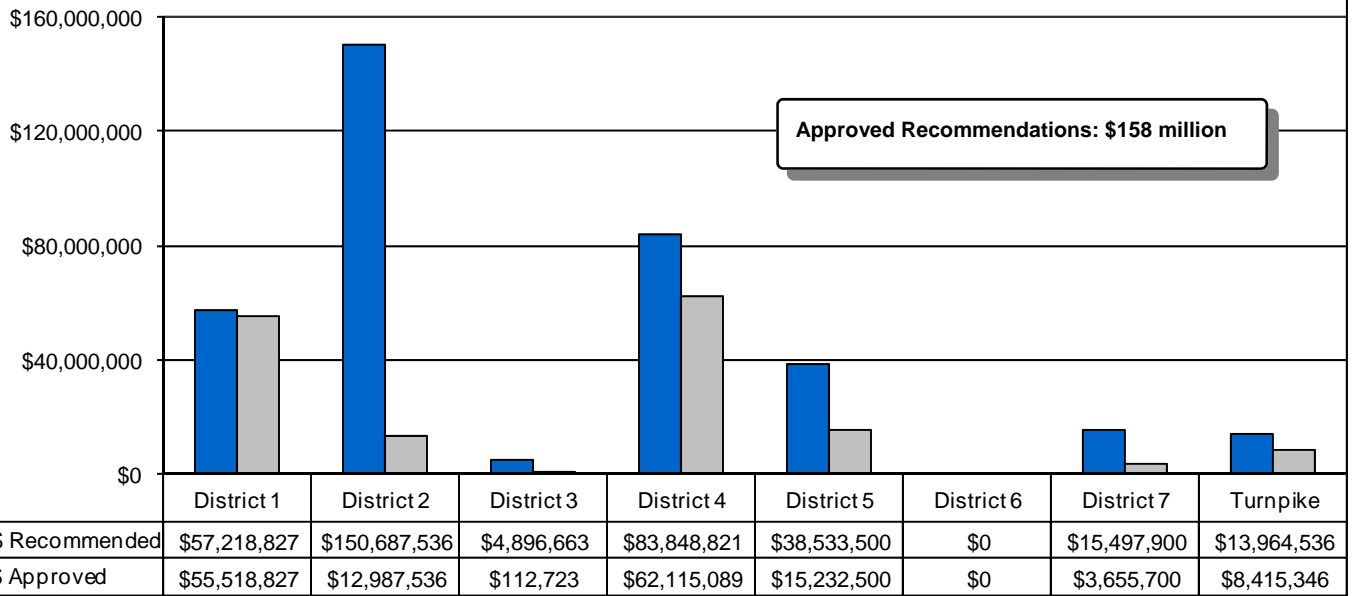 $160,000,000
$120,000,000
Approved Recommendations: $158 million
$80,000,000
$40,000,000
$0
District 1 District 2 District 3 District 4 District 5 District 6 District 7 Turnpike
$ Recommended $57,218,827 $150,687,536 $4,896,663 $83,848,821 $38,533,500 $0 $15,497,900 $13,964,536
$ Approved $55,518,827 $12,987,536 $112,723 $62,115,089 $15,232,500 $0 $3,655,700 $8,415,346